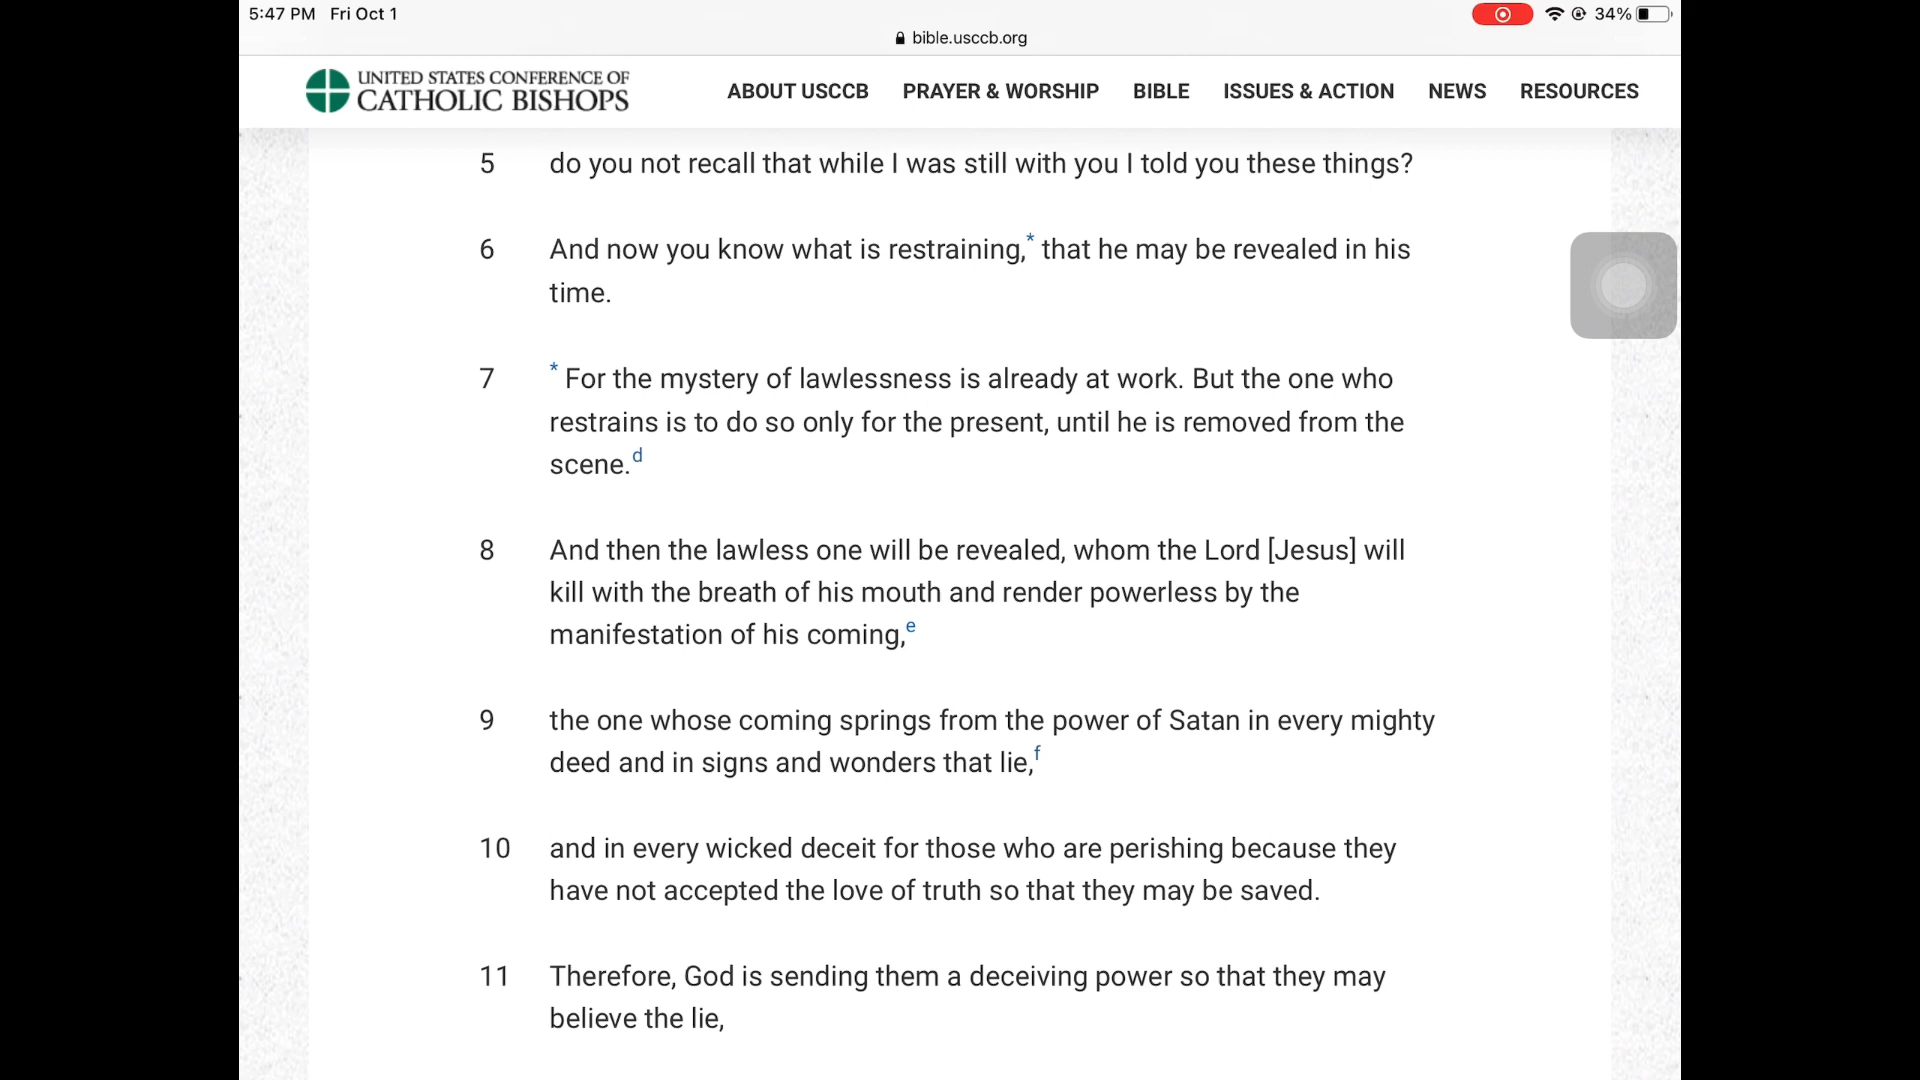 5:47 PM Fri Oct 1
34%
bible.usccb.org
UNITED STATES CONFERENCE OF
CATHOLIC BISHOPS
ABOUT USCCB PRAYER & WORSHIP BIBLE ISSUES & ACTION NEWS RESOURCES
5 do you not recall that while I was still with you I told you these things?
6 And now you know what is restraining,* that he may be revealed in his
time.
7 * For the mystery of lawlessness is already at work. But the one who
restrains is to do so only for the present, until he is removed from the
scene.d
8 And then the lawless one will be revealed, whom the Lord [Jesus] will
kill with the breath of his mouth and render powerless by the
manifestation of his coming,e
9 the one whose coming springs from the power of Satan in every mighty
deed and in signs and wonders that lie,f
10 and in every wicked deceit for those who are perishing because they
have not accepted the love of truth so that they may be saved.
11 Therefore, God is sending them a deceiving power so that they may
believe the lie,